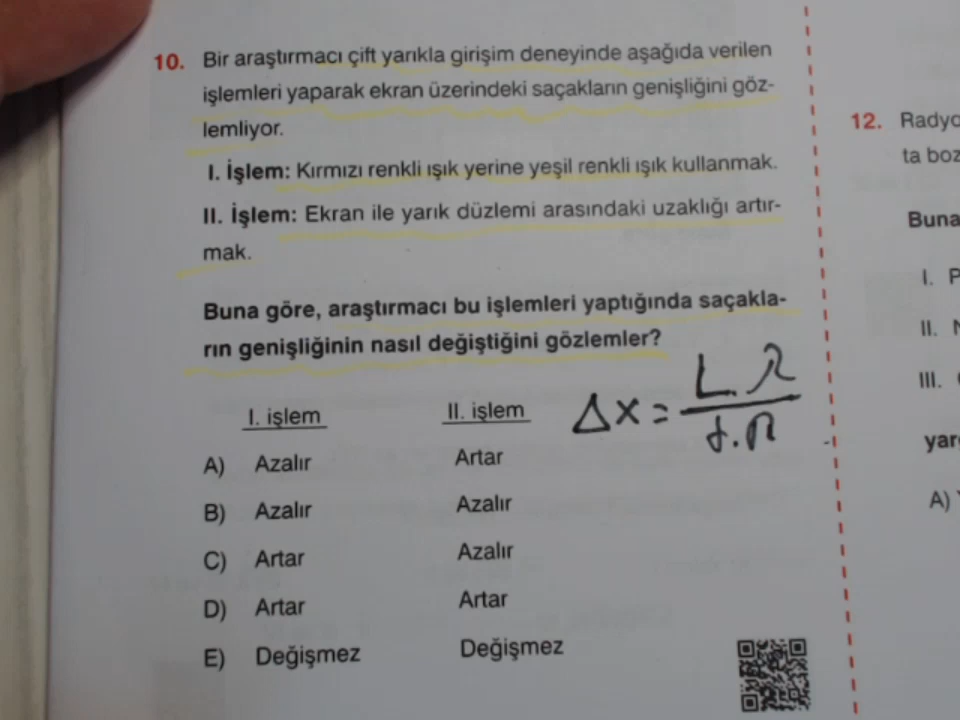 10. Bir araştırmacı çift yarıkla girişim deneyinde aşağıda verilen
işlemleri yaparak ekran üzerindeki saçakların genişliğini göz-
lemliyor.
I. İşlem: Kırmızı renkli ışık yerine yeşil renkli ışık kullanmak.
II. İşlem: Ekran ile yarık düzlemi arasındaki uzaklığı artır-
mak.
Buna göre, araştırmacı bu işlemleri yaptığında saçakla-
rın genişliğinin nasıl değiştiğini gözlemler?
I. işlem II. işlem
A) Azalır Artar
B) Azalır Azalır
C) Artar Azalır
D) Artar Artar
E) Değişmez Değişmez
Δx = L.λ
d.n
12. Radyo
ta boz
Buna
I. P
II.
III.
yarg
A)